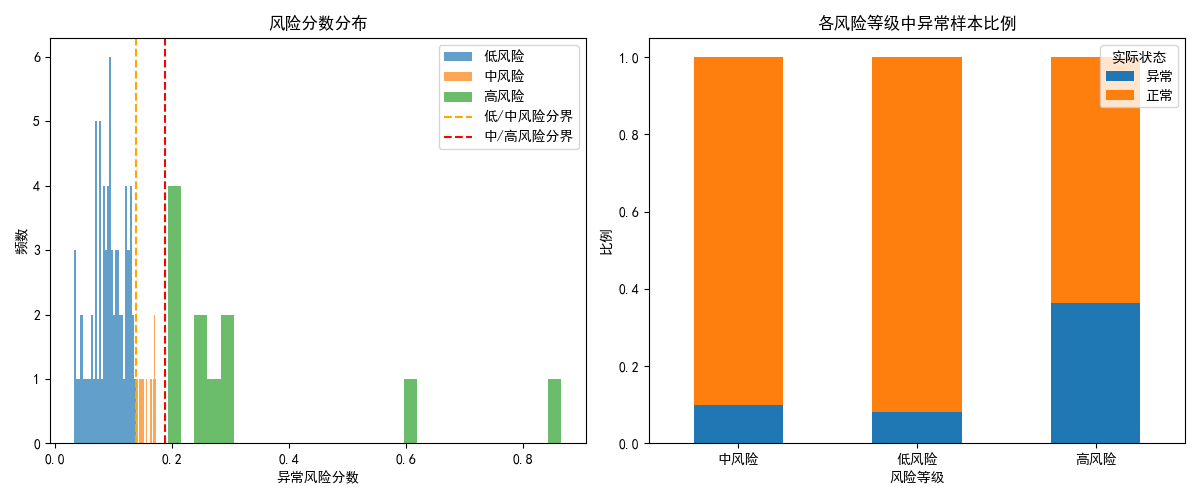 风险分数分布
频数
6
5
4
3
2
1
0
0.0
0.2
0.4
0.6
0.8
异常风险分数
低风险
中风险
高风险
低/中风险分界
中/高风险分界
各风险等级中异常样本比例
比例
1.0
0.8
0.6
0.4
0.2
0.0
中风险
低风险
高风险
风险等级
实际状态
异常
正常